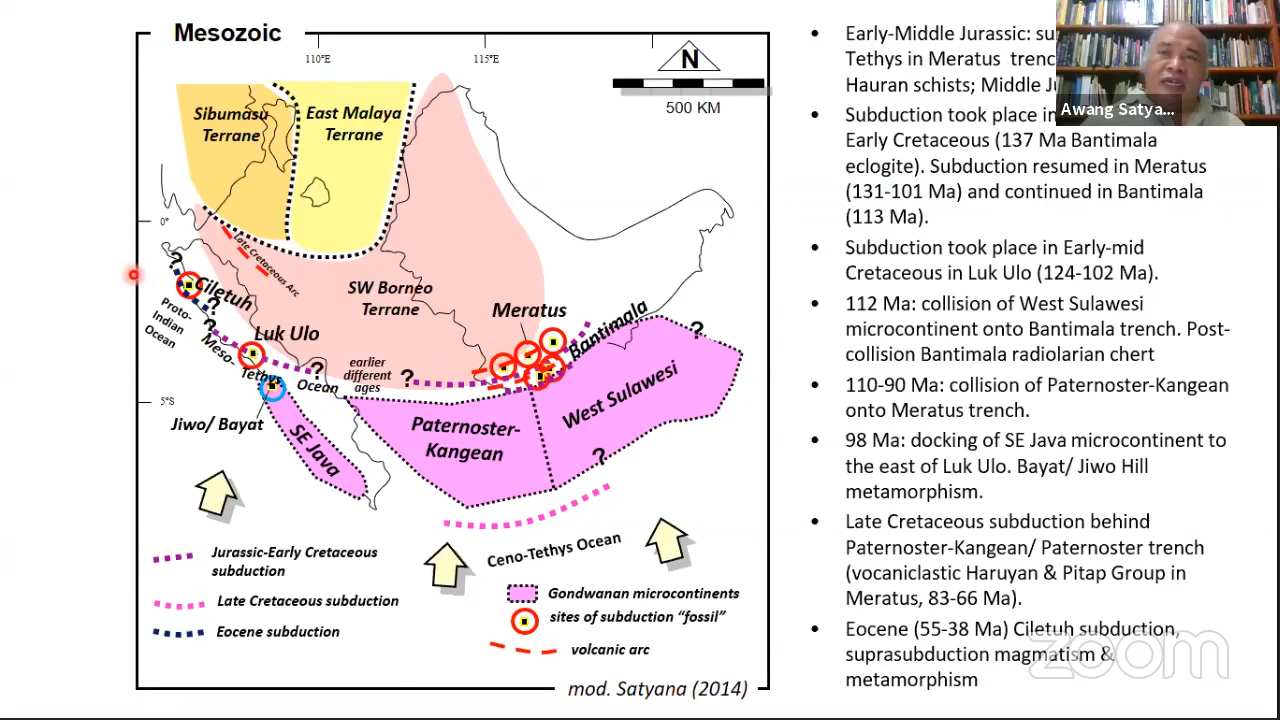 Mesozoic
110°E
115°E
N
500 KM
Sibumasu
Terrane
East Malaya
Terrane
0°
Late Cretaceous Arc
?
Ciletuh
?
SW Borneo
Terrane
Meratus
Bantimala
Proto-
Indian
Ocean
?
Luk Ulo
Meso-
Tethys
Ocean
?
earlier
different
ages
?
?
5°S
Jiwo/ Bayat
SE Java
Paternoster-
Kangean
West Sulawesi
?
Ceno-Tethys Ocean
Jurassic-Early Cretaceous
subduction
Late Cretaceous subduction
Eocene subduction
Gondwanan microcontinents
sites of subduction "fossil"
volcanic arc
mod. Satyana (2014)
• Early-Middle Jurassic:
Tethys in Meratus
Hauran schists; Middle
• Subduction took place in
Early Cretaceous (137 Ma Bantimala
eclogite). Subduction resumed in Meratus
(131-101 Ma) and continued in Bantimala
(113 Ma).
• Subduction took place in Early-mid
Cretaceous in Luk Ulo (124-102 Ma).
• 112 Ma: collision of West Sulawesi
microcontinent onto Bantimala trench. Post-
collision Bantimala radiolarian chert
• 110-90 Ma: collision of Paternoster-Kangean
onto Meratus trench.
• 98 Ma: docking of SE Java microcontinent to
the east of Luk Ulo. Bayat/ Jiwo Hill
metamorphism.
• Late Cretaceous subduction behind
Paternoster-Kangean/ Paternoster trench
(vocaniclastic Haruyan & Pitap Group in
Meratus, 83-66 Ma).
• Eocene (55-38 Ma) Ciletuh subduction,
suprasubduction magmatism &
metamorphism
Awang Satya...
zoom